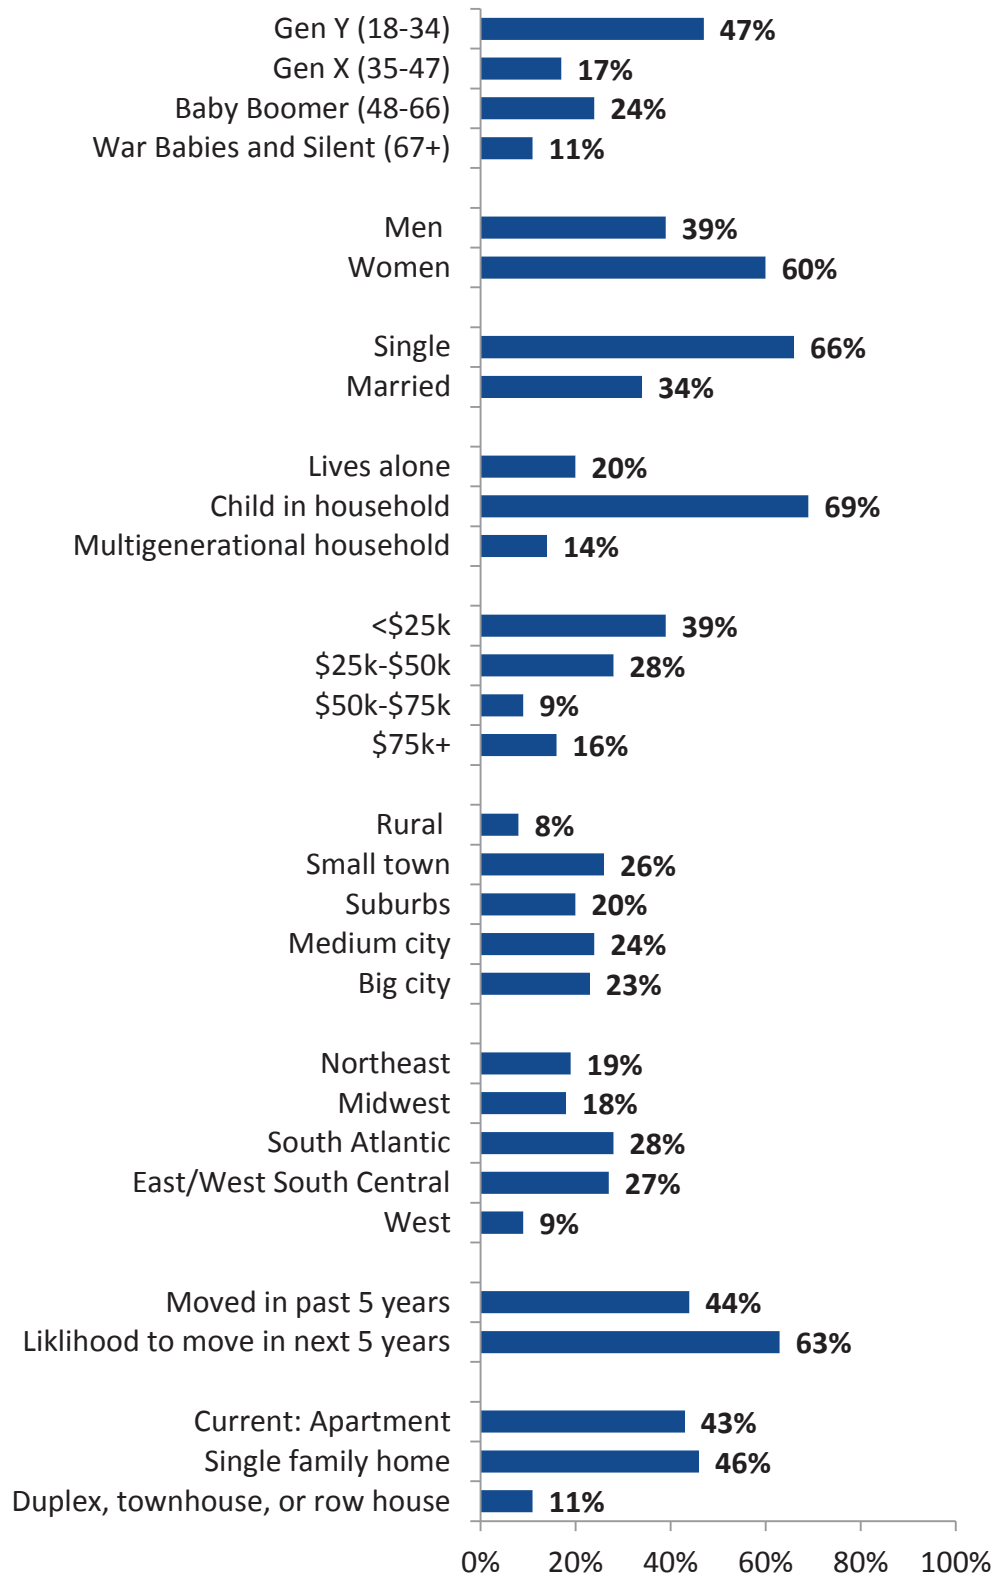 Gen Y (18-34) 47%
Gen X (35-47) 17%
Baby Boomer (48-66) 24%
War Babies and Silent (67+) 11%
Men 39%
Women 60%
Single 66%
Married 34%
Lives alone 20%
Child in household 69%
Multigenerational household 14%
<$25k 39%
$25k-$50k 28%
$50k-$75k 9%
$75k+ 16%
Rural 8%
Small town 26%
Suburbs 20%
Medium city 24%
Big city 23%
Northeast 19%
Midwest 18%
South Atlantic 28%
East/West South Central 27%
West 9%
Moved in past 5 years 44%
Liklihood to move in next 5 years 63%
Current: Apartment 43%
Single family home 46%
Duplex, townhouse, or row house 11%
0% 20% 40% 60% 80% 100%